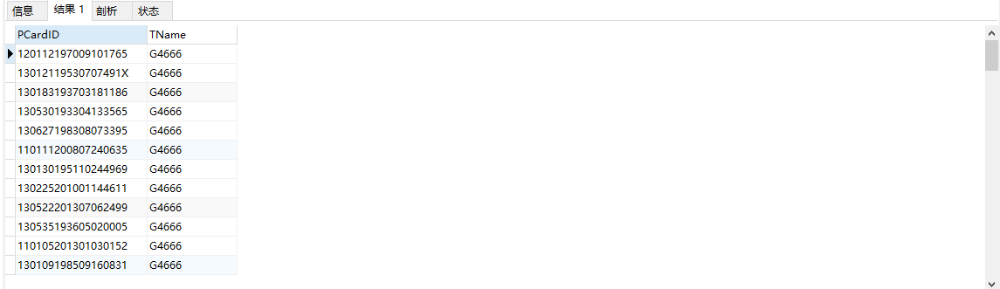 信息 结果 1 剖析 状态
PCardID TName
120112197009101765 G4666
13012119530707491X G4666
130183193703181186 G4666
130530193304133565 G4666
130627198308073395 G4666
110111200807240635 G4666
130130195110244969 G4666
130225201001144611 G4666
130522201307062499 G4666
130535193605020005 G4666
110105201301030152 G4666
130109198509160831 G4666